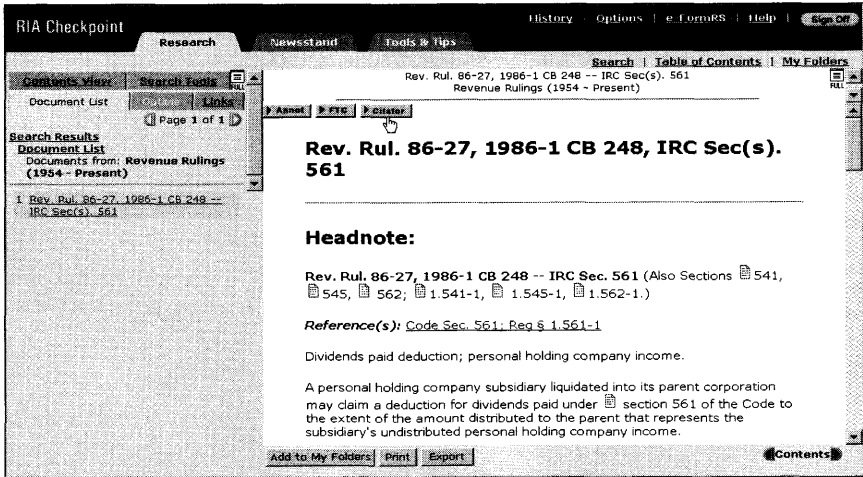 RIA Checkpoint
History | Options | e FormRS | Help | Sign Off
Research Newsstand Tools & Tips
Search | Table of Contents | My Folders
Contents View Search Tools
FULL
Document List Links
Page 1 of 1
Search Results
Document List
Documents from: Revenue Rulings
(1954 - Present)
1 Rev. Rul. 86-27, 1986-1 CB 248 --
IRC Sec(s). 561
Rev. Rul. 86-27, 1986-1 CB 248 -- IRC Sec(s). 561
Revenue Rulings (1954 - Present)
FULL
Annot FTC Citator
Rev. Rul. 86-27, 1986-1 CB 248, IRC Sec(s).
561
Headnote:
Rev. Rul. 86-27, 1986-1 CB 248 -- IRC Sec. 561 (Also Sections 541,
545, 562; 1.541-1, 1.545-1, 1.562-1.)
Reference(s): Code Sec. 561; Reg § 1.561-1
Dividends paid deduction; personal holding company income.
A personal holding company subsidiary liquidated into its parent corporation
may claim a deduction for dividends paid under section 561 of the Code to
the extent of the amount distributed to the parent that represents the
subsidiary's undistributed personal holding company income.
Add to My Folders Print Export
Contents